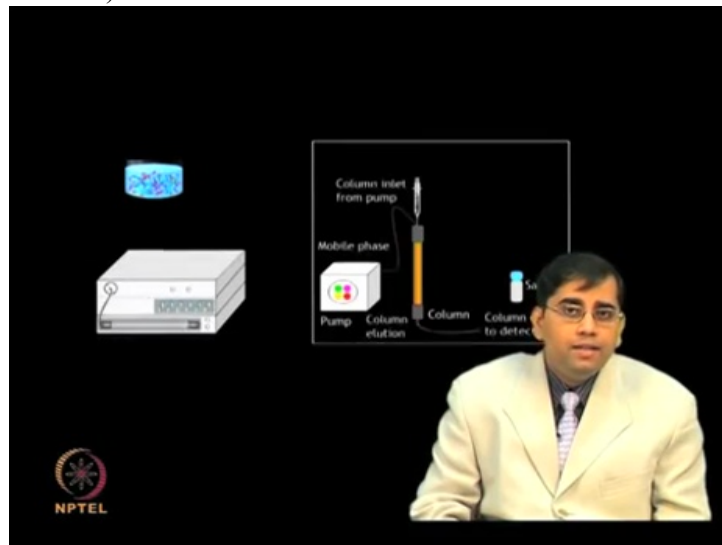 Column inlet
from pump
Mobile phase
Pump
Column
elution
Column
Column
to detec
NPTEL